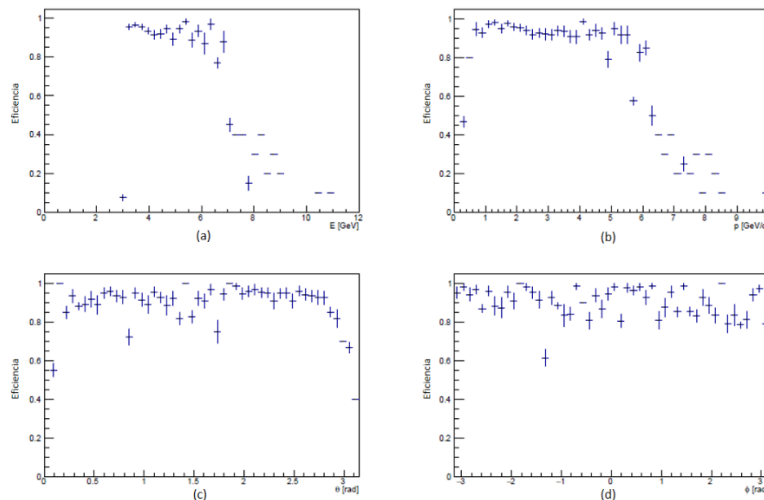 Eficiencia
1
0.8
0.6
0.4
0.2
0
0 2 4 6 8 10 12
E [GeV]
(a)
Eficiencia
1
0.8
0.6
0.4
0.2
0
0 1 2 3 4 5 6 7 8 9
p [GeV/c
(b)
Eficiencia
1
0.8
0.6
0.4
0.2
0
0 0.5 1 1.5 2 2.5 3
θ [rad]
(c)
Eficiencia
1
0.8
0.6
0.4
0.2
0
−3 −2 −1 0 1 2 3
ϕ [rad]
(d)